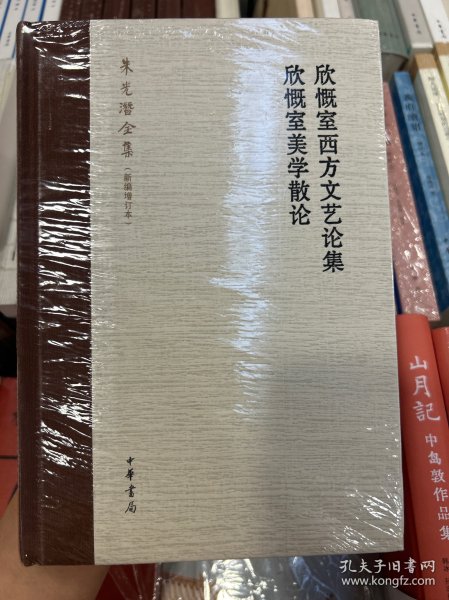 欣慨室西方文艺论集
欣慨室美学散论
朱光潜全集
（新编增订本）
中华书局
山月記
中島敦作品集
孔夫子旧书网
www.kongfz.com